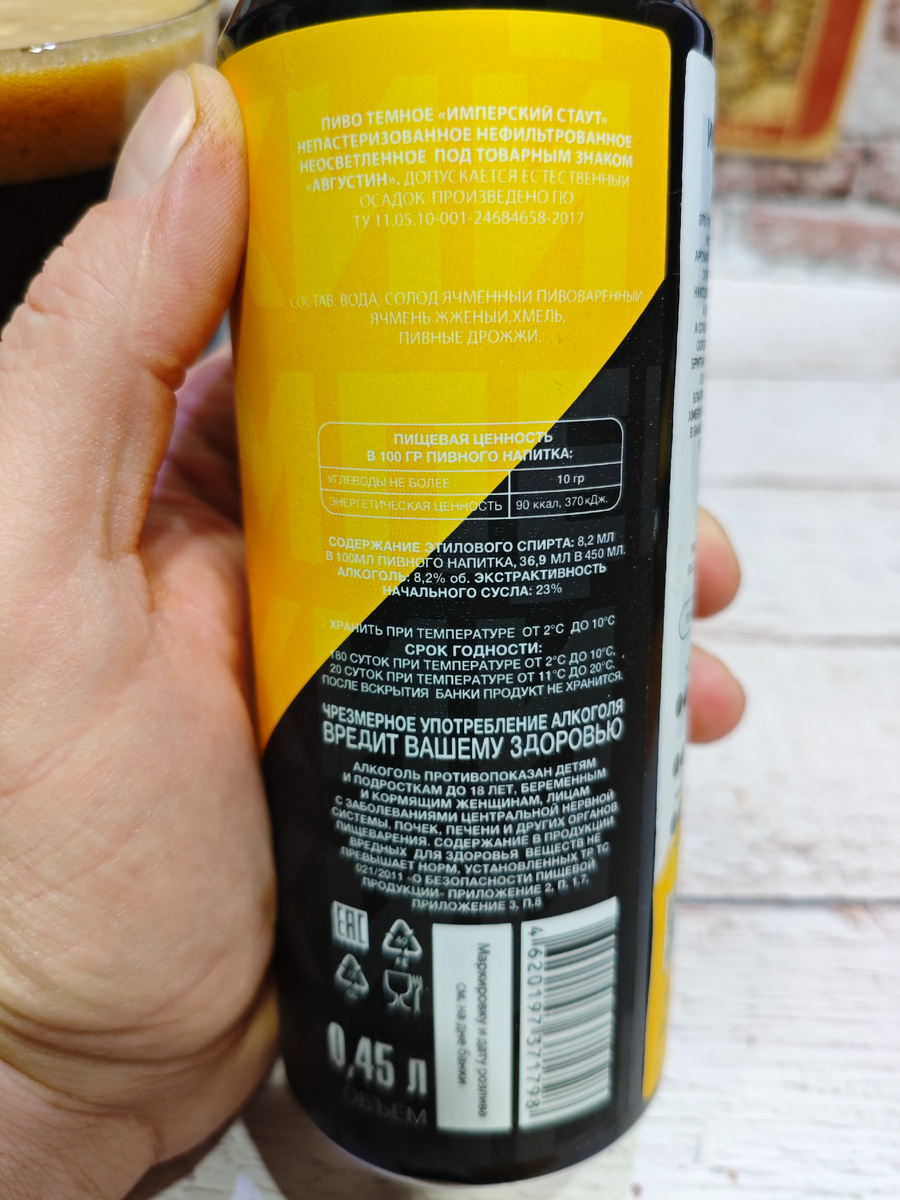 ПИВО ТЕМНОЕ «ИМПЕРСКИЙ СТАУТ»
НЕПАСТЕРИЗОВАННОЕ НЕФИЛЬТРОВАННОЕ
НЕОСВЕТЛЕННОЕ ПОД ТОВАРНЫМ ЗНАКОМ
«АВГУСТИН», ДОПУСКАЕТСЯ ЕСТЕСТВЕННЫЙ
ОСАДОК. ПРОИЗВЕДЕНО ПО
ТУ 11.05.10-001-24684658-2017
СОСТАВ: ВОДА, СОЛОД ЯЧМЕННЫЙ ПИВОВАРЕННЫЙ
ЯЧМЕНЬ ЖЖЕНЫЙ,ХМЕЛЬ,
ПИВНЫЕ ДРОЖЖИ.
ПИЩЕВАЯ ЦЕННОСТЬ
В 100 ГР ПИВНОГО НАПИТКА:
УГЛЕВОДЫ НЕ БОЛЕЕ 10 гр
ЭНЕРГЕТИЧЕСКАЯ ЦЕННОСТЬ 90 ккал, 370кДж.
СОДЕРЖАНИЕ ЭТИЛОВОГО СПИРТА: 8,2 МЛ
В 100МЛ ПИВНОГО НАПИТКА, 36,9 МЛ В 450 МЛ.
АЛКОГОЛЬ: 8,2% об. ЭКСТРАКТИВНОСТЬ
НАЧАЛЬНОГО СУСЛА: 23%
ХРАНИТЬ ПРИ ТЕМПЕРАТУРЕ ОТ 2°С ДО 10°С
СРОК ГОДНОСТИ:
180 СУТОК ПРИ ТЕМПЕРАТУРЕ ОТ 2°С ДО 10°С,
20 СУТОК ПРИ ТЕМПЕРАТУРЕ ОТ 11°С ДО 20°С.
ПОСЛЕ ВСКРЫТИЯ БАНКИ ПРОДУКТ НЕ ХРАНИТСЯ.
ЧРЕЗМЕРНОЕ УПОТРЕБЛЕНИЕ АЛКОГОЛЯ
ВРЕДИТ ВАШЕМУ ЗДОРОВЬЮ
АЛКОГОЛЬ ПРОТИВОПОКАЗАН ДЕТЯМ
И ПОДРОСТКАМ ДО 18 ЛЕТ, БЕРЕМЕННЫМ
И КОРМЯЩИМ ЖЕНЩИНАМ, ЛИЦАМ
С ЗАБОЛЕВАНИЯМИ ЦЕНТРАЛЬНОЙ НЕРВНОЙ
СИСТЕМЫ, ПОЧЕК, ПЕЧЕНИ И ДРУГИХ ОРГАНОВ
ПИЩЕВАРЕНИЯ. СОДЕРЖАНИЕ В ПРОДУКЦИИ
ВРЕДНЫХ ДЛЯ ЗДОРОВЬЯ ВЕЩЕСТВ НЕ
ПРЕВЫШАЕТ НОРМ, УСТАНОВЛЕННЫХ ТР ТС
021/2011 «О БЕЗОПАСНОСТИ ПИЩЕВОЙ
ПРОДУКЦИИ» ПРИЛОЖЕНИЕ 2, П. 1.7,
ПРИЛОЖЕНИЕ 3, П.8
EAC
Маркировку и дату розлива
см. на дне банки
4620197371798
0,45 Л
ОБЪЕМ